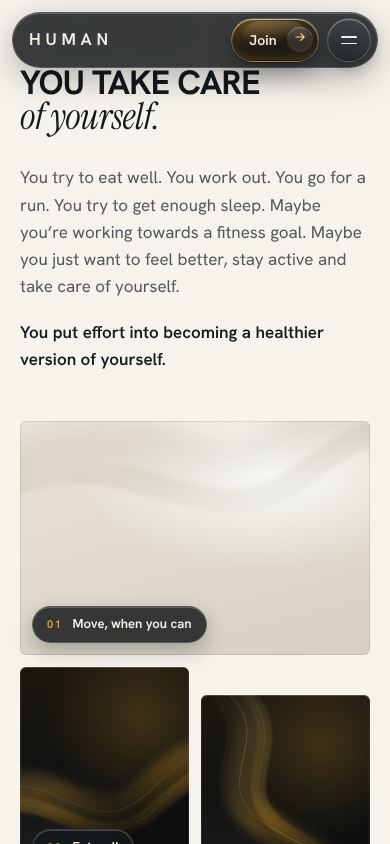 HUMAN
Join
YOU TAKE CARE
of yourself.
You try to eat well. You work out. You go for a
run. You try to get enough sleep. Maybe
you’re working towards a fitness goal. Maybe
you just want to feel better, stay active and
take care of yourself.
You put effort into becoming a healthier
version of yourself.
01 Move, when you can